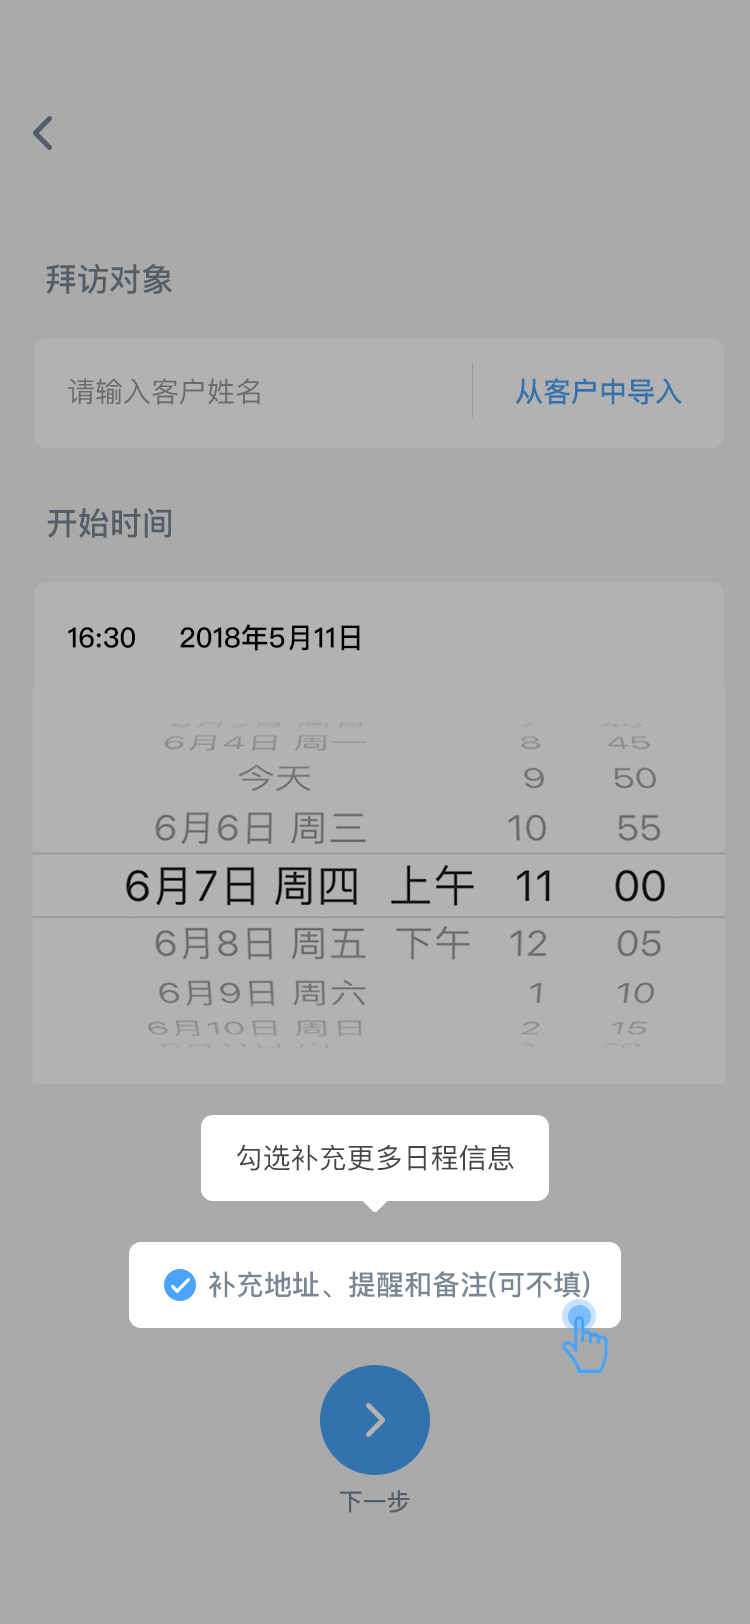 拜访对象
请输入客户姓名 从客户中导入
开始时间
16:30 2018年5月11日
6月4日 周一 8 45
今天 9 50
6月6日 周三 10 55
6月7日 周四 上午 11 00
6月8日 周五 下午 12 05
6月9日 周六 1 10
6月10日 周日 2 15
勾选补充更多日程信息
补充地址、提醒和备注(可不填)
下一步